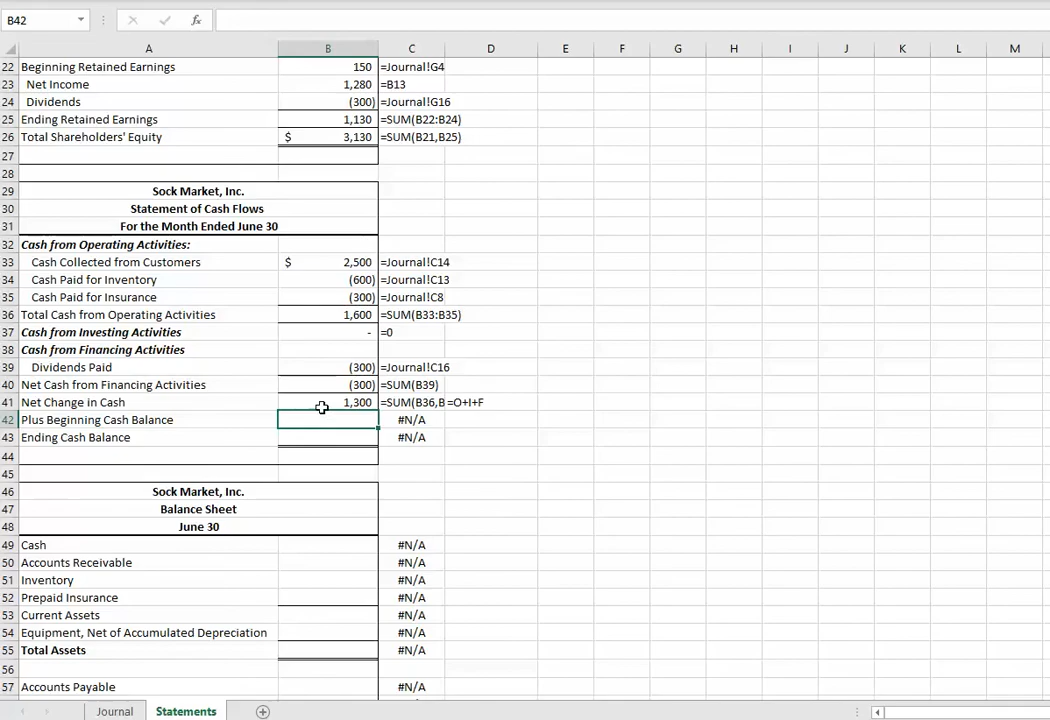 B42 fx
A B C D E F G H I J K L M
22 Beginning Retained Earnings 150 =Journal!G4
23 Net Income 1,280 =B13
24 Dividends (300) =Journal!G16
25 Ending Retained Earnings 1,130 =SUM(B22:B24)
26 Total Shareholders' Equity $ 3,130 =SUM(B21,B25)
27
28
29 Sock Market, Inc.
30 Statement of Cash Flows
31 For the Month Ended June 30
32 Cash from Operating Activities:
33 Cash Collected from Customers $ 2,500 =Journal!C14
34 Cash Paid for Inventory (600) =Journal!C13
35 Cash Paid for Insurance (300) =Journal!C8
36 Total Cash from Operating Activities 1,600 =SUM(B33:B35)
37 Cash from Investing Activities - =0
38 Cash from Financing Activities
39 Dividends Paid (300) =Journal!C16
40 Net Cash from Financing Activities (300) =SUM(B39)
41 Net Change in Cash 1,300 =SUM(B36,B =O+I+F
42 Plus Beginning Cash Balance #N/A
43 Ending Cash Balance #N/A
44
45
46 Sock Market, Inc.
47 Balance Sheet
48 June 30
49 Cash #N/A
50 Accounts Receivable #N/A
51 Inventory #N/A
52 Prepaid Insurance #N/A
53 Current Assets #N/A
54 Equipment, Net of Accumulated Depreciation #N/A
55 Total Assets #N/A
56
57 Accounts Payable #N/A
Journal Statements